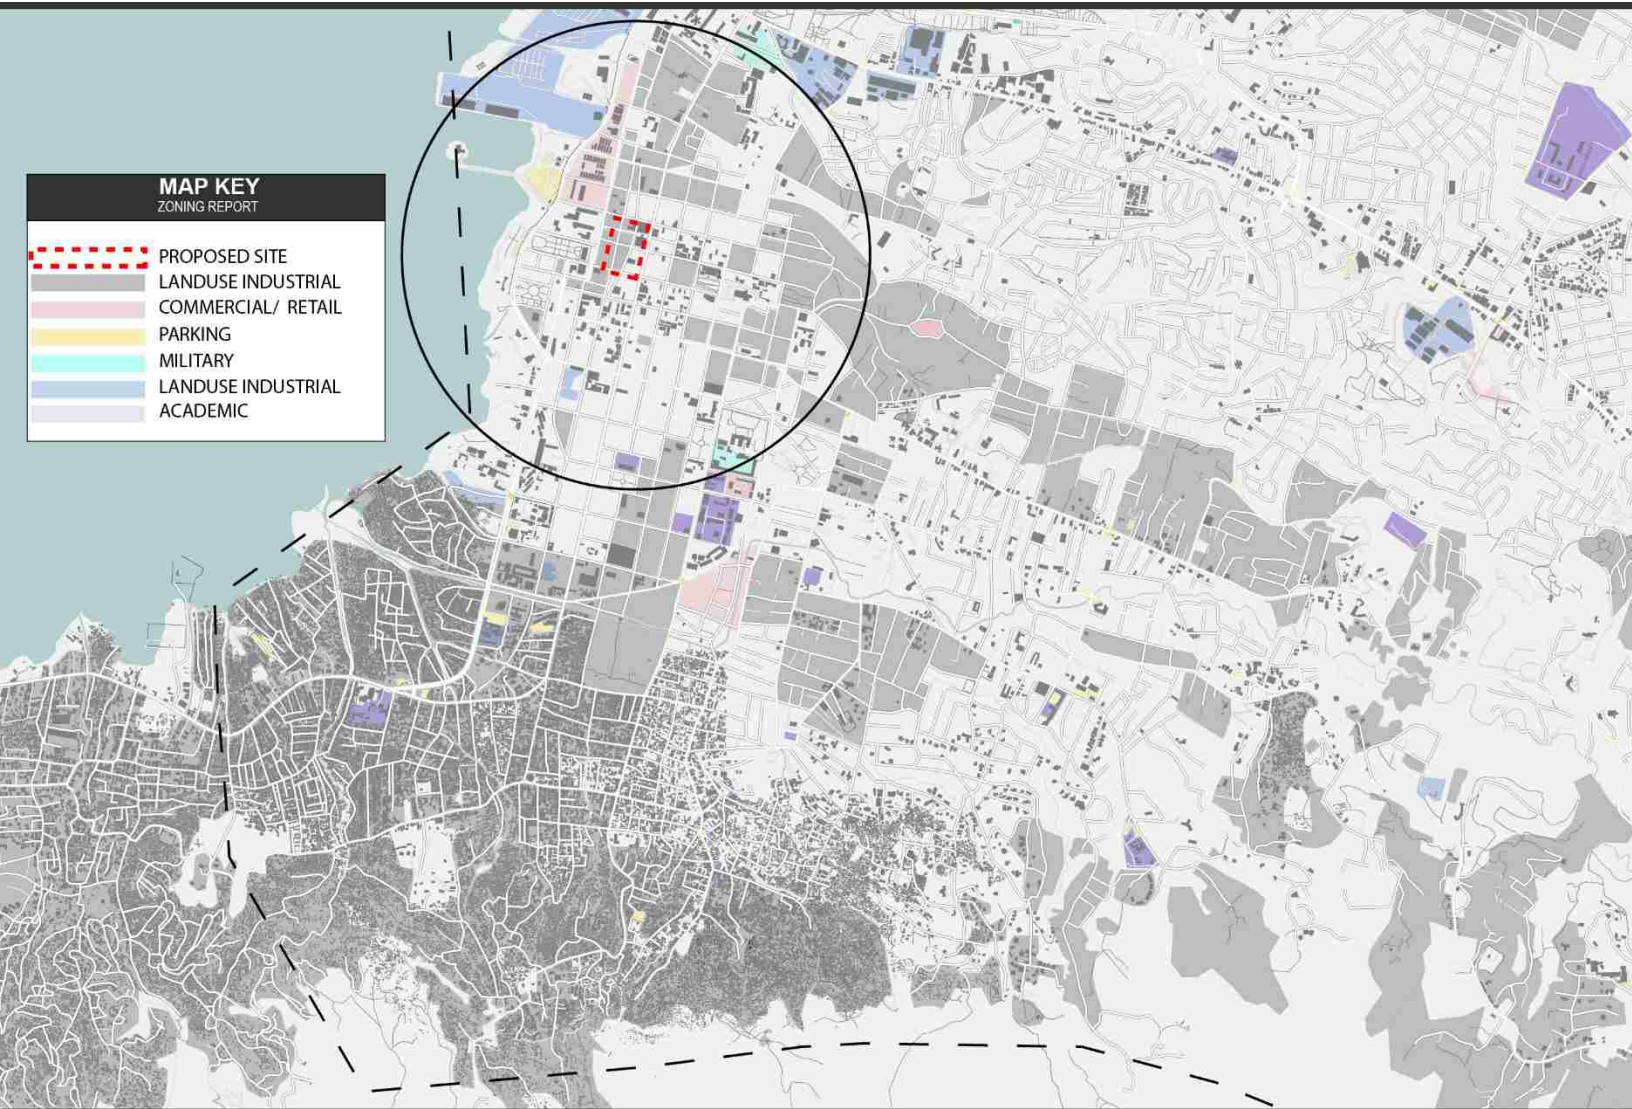 MAP KEY
ZONING REPORT
PROPOSED SITE
LANDUSE INDUSTRIAL
COMMERCIAL/ RETAIL
PARKING
MILITARY
LANDUSE INDUSTRIAL
ACADEMIC